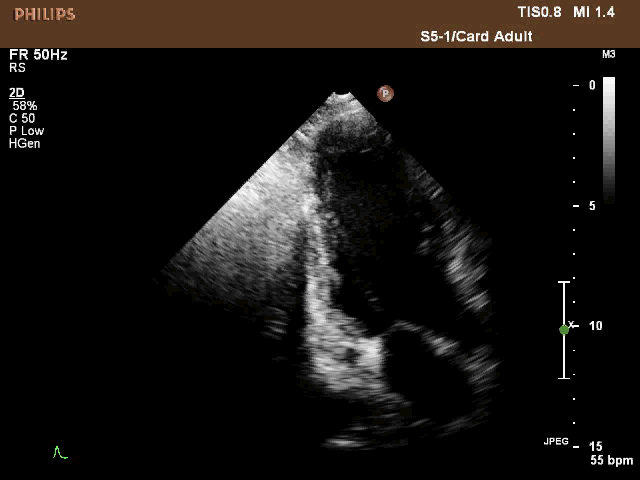 PHILIPS
TIS0.8 MI 1.4
S5-1/Card Adult
FR 50Hz
RS
2D
58%
C 50
P Low
HGen
P
M3
0
5
X
10
JPEG
15
55 bpm